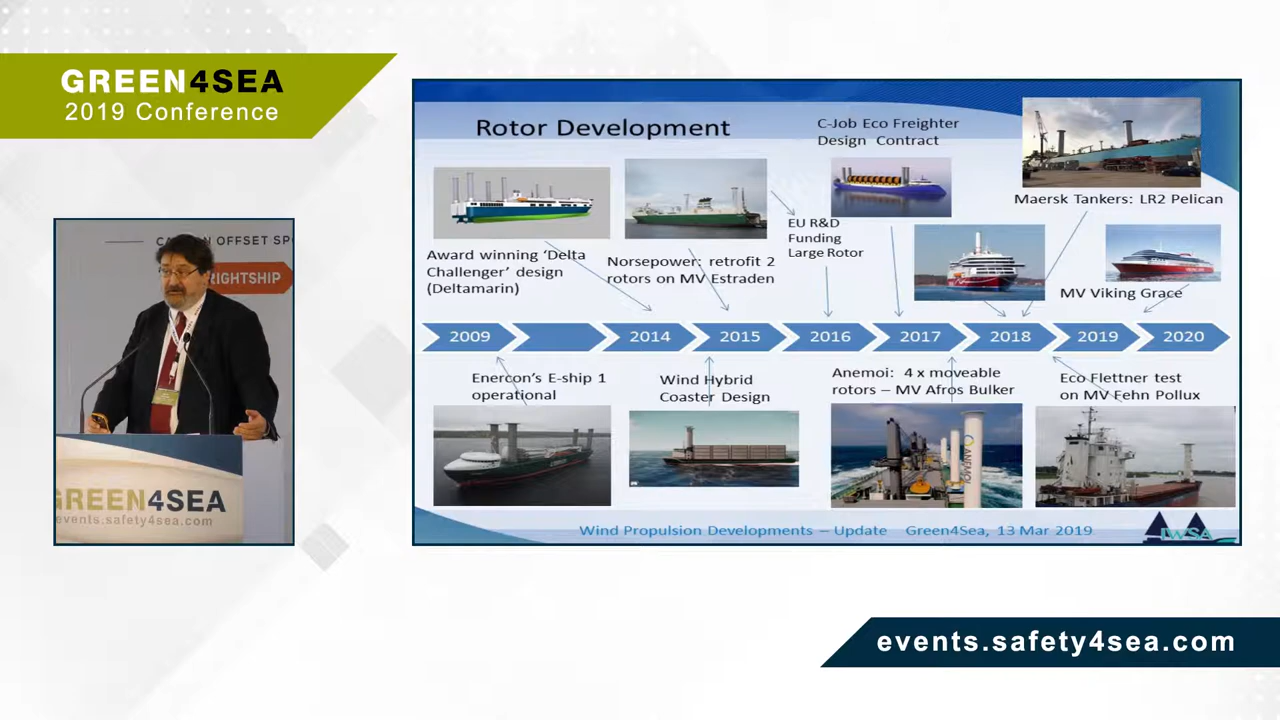 GREEN4SEA
2019 Conference
OFFSET
RIGHTSHIP
GREEN4SEA
events.safety4sea.com
Rotor Development
C-Job Eco Freighter
Design Contract
Maersk Tankers: LR2 Pelican
EU R&D
Funding
Large Rotor
Award winning ‘Delta
Challenger’ design
(Deltamarin)
Norsepower: retrofit 2
rotors on MV Estraden
MV Viking Grace
2009
2014
2015
2016
2017
2018
2019
2020
Enercon’s E-ship 1
operational
Wind Hybrid
Coaster Design
Anemoi: 4 x moveable
rotors – MV Afros Bulker
Eco Flettner test
on MV Fehn Pollux
ANEMOI
Wind Propulsion Developments – Update Green4Sea, 13 Mar 2019
IWSA
events.safety4sea.com